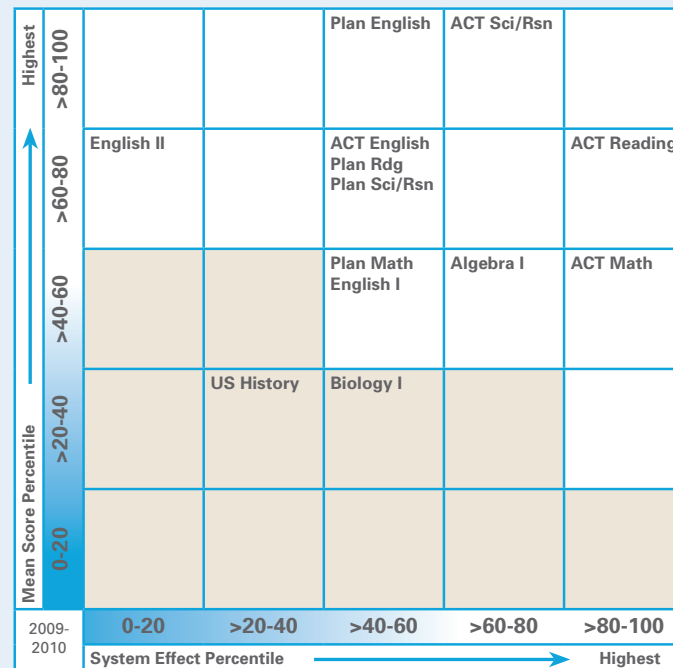 Highest
>80-100
Plan English
ACT Sci/Rsn
>60-80
English II
ACT English
Plan Rdg
Plan Sci/Rsn
ACT Reading
>40-60
Plan Math
English I
Algebra I
ACT Math
>20-40
US History
Biology I
Mean Score Percentile
0-20
2009-
2010
0-20
>20-40
>40-60
>60-80
>80-100
System Effect Percentile
Highest